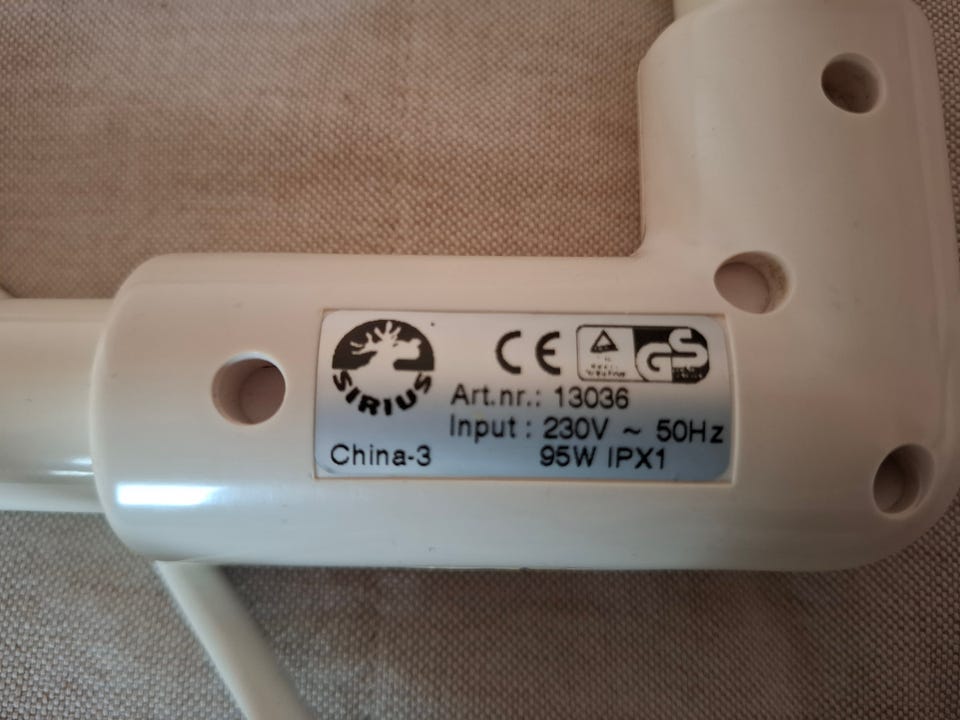 SIRIUS
CE
GS
Art.nr.: 13036
Input : 230V ~ 50Hz
China-3
95W IPX1